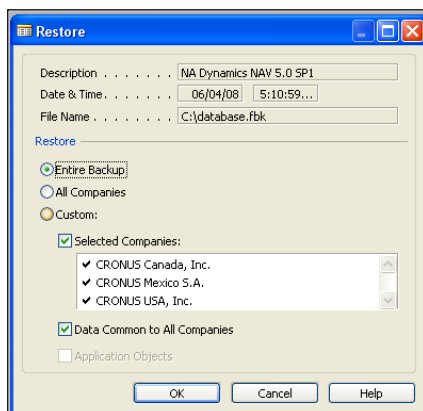 Restore
Description . . . . . . . NA Dynamics NAV 5.0 SP1
Date & Time. . . . . . . 06/04/08 5:10:59...
File Name . . . . . . . . C:\database.fbk
Restore
Entire Backup
All Companies
Custom:
Selected Companies:
✔ CRONUS Canada, Inc.
✔ CRONUS Mexico S.A.
✔ CRONUS USA, Inc.
Data Common to All Companies
Application Objects
OK Cancel Help